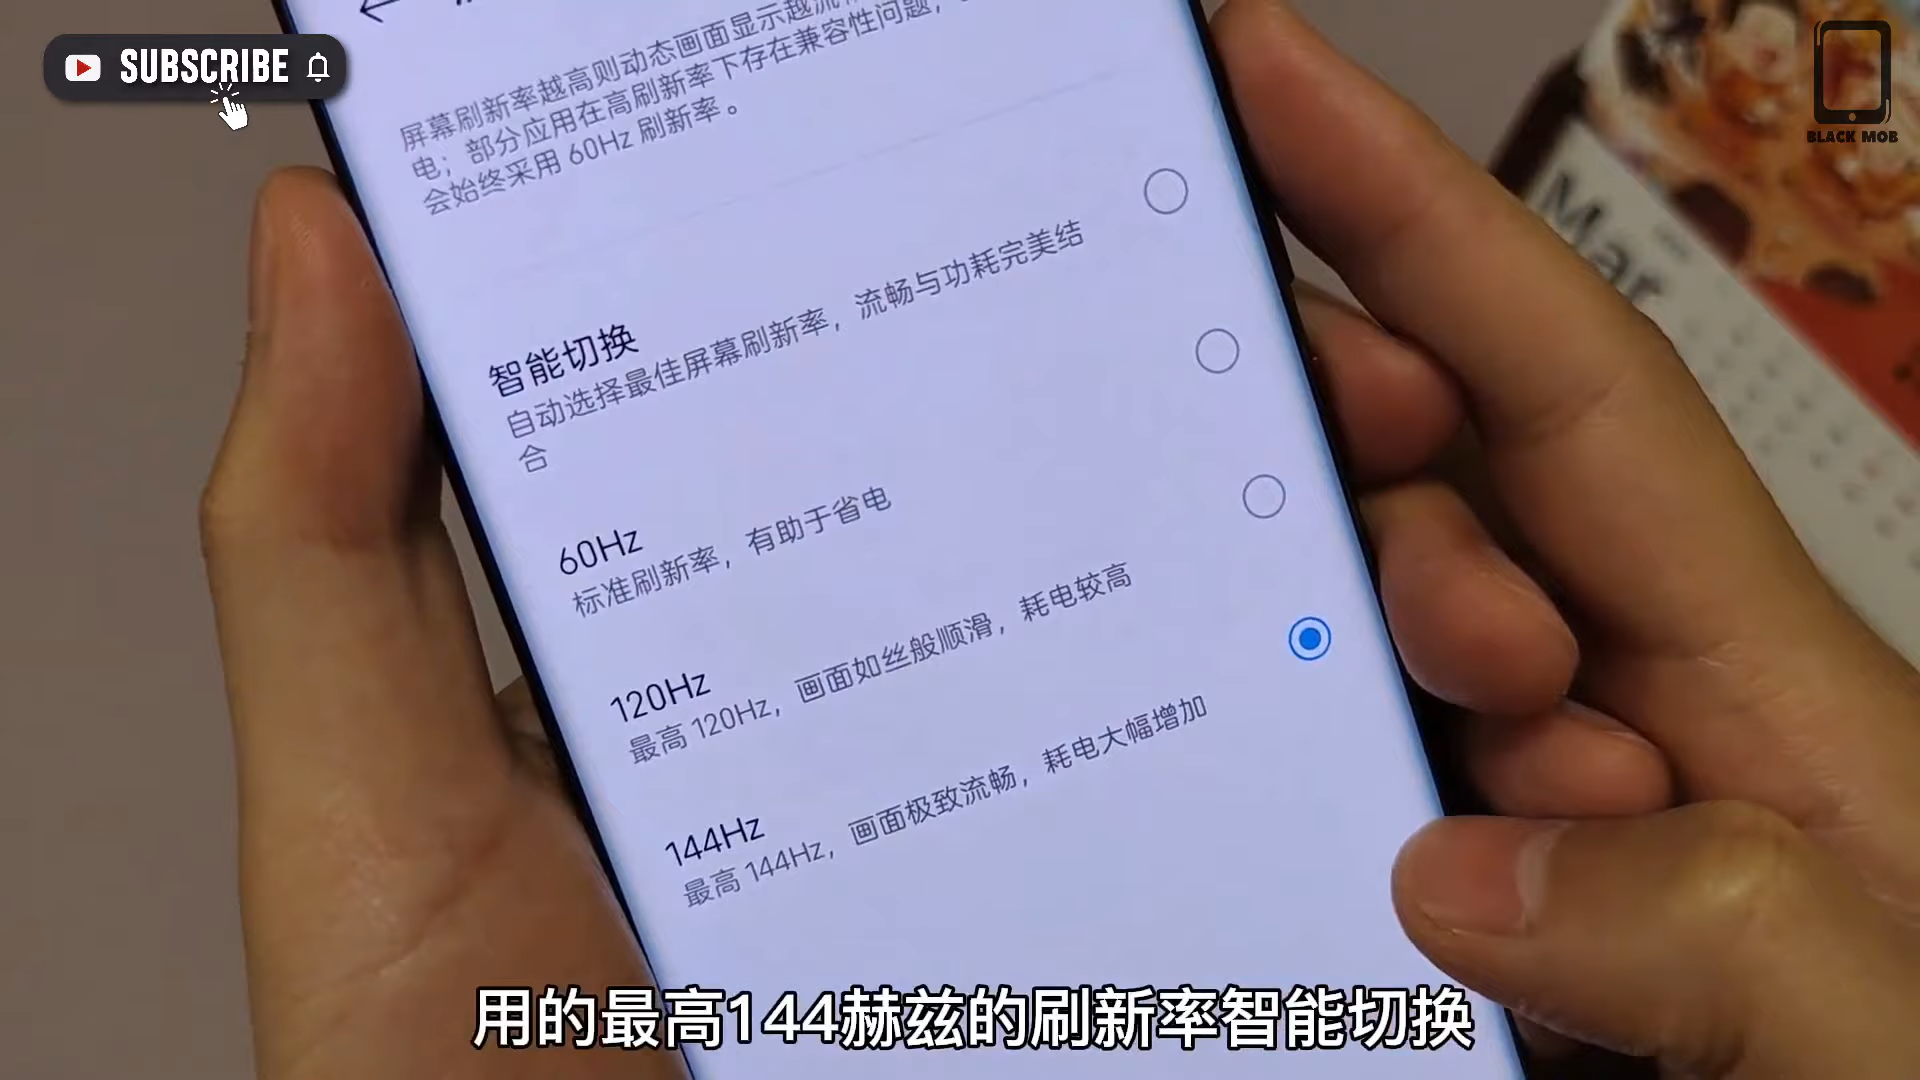 SUBSCRIBE
BLACK MOB
屏幕刷新率越高则动态画面显示越流
电；部分应用在高刷新率下存在兼容性问题，
会始终采用 60Hz 刷新率。
智能切换
自动选择最佳屏幕刷新率，流畅与功耗完美结
合
60Hz
标准刷新率，有助于省电
120Hz
最高 120Hz，画面如丝般顺滑，耗电较高
144Hz
最高 144Hz，画面极致流畅，耗电大幅增加
Mar
用的最高144赫兹的刷新率智能切换